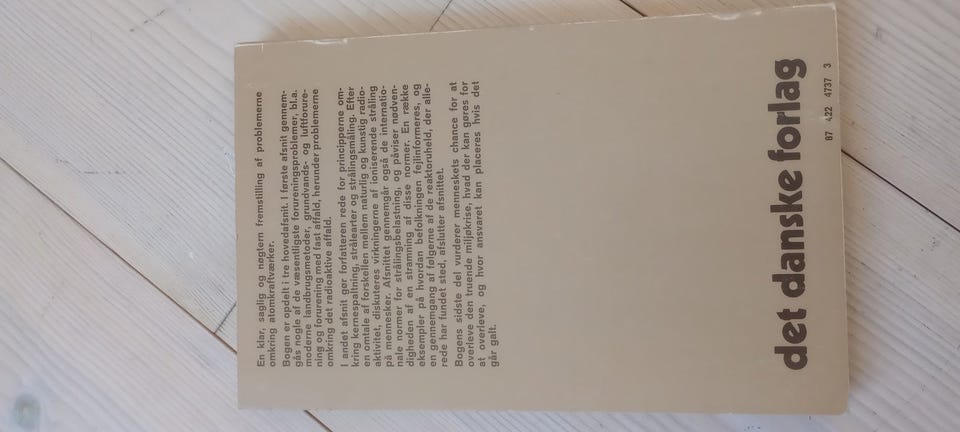 En klar, saglig og nøgtern fremstilling af problemerne
omkring atomkraftværker.
Bogen er opdelt i tre hovedafsnit. I første afsnit gennem-
gås nogle af de væsentligste forureningsproblemer, bl.a.
moderne landbrugsmetoder, grundvands- og luftforure-
ning og forurening med fast affald, herunder problemerne
omkring det radioaktive affald.
I andet afsnit gør forfatteren rede for principperne om-
kring kernespaltning, strålearter og strålingsmåling. Efter
en omtale af forskellen mellem naturlig og kunstig radio-
aktivitet, diskuteres virkningerne af ioniserende stråling
på mennesker. Afsnittet gennemgår også de internatio-
nale normer for strålingsbelastning, og påviser nødven-
digheden af en stramning af disse normer. En række
eksempler på hvordan befolkningen fejlinformeres, og
en gennemgang af følgerne af de reaktoruheld, der alle-
rede har fundet sted, afslutter afsnittet.
Bogens sidste del vurderer menneskets chance for at
overleve den truende miljøkrise, hvad der kan gøres for
at overleve, og hvor ansvaret kan placeres hvis det
går galt.
det danske forlag
87 422 4737 3